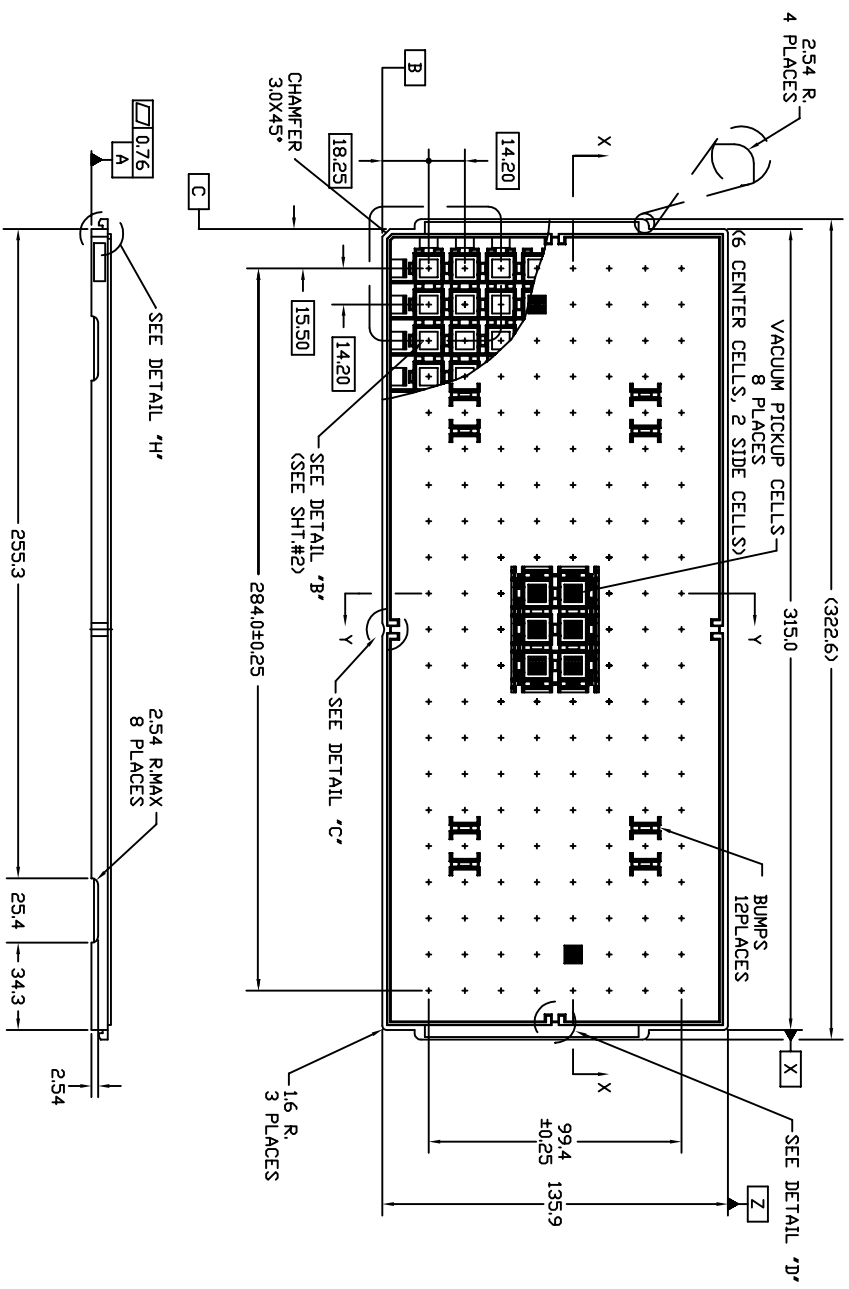 2.54 R.
4 PLACES
(322.6)
315.0
VACUUM PICKUP CELLS
8 PLACES
(6 CENTER CELLS, 2 SIDE CELLS)
BUMPS
12PLACES
SEE DETAIL "D"
X
Z
X
X
Y
Y
B
14.20
18.25
CHAMFER
3.0X45°
C
15.50
14.20
SEE DETAIL "B"
(SEE SHT.#2)
284.0±0.25
SEE DETAIL "C"
99.4
±0.25
135.9
1.6 R.
3 PLACES
0.76
A
SEE DETAIL "H"
2.54 R.MAX
8 PLACES
255.3
25.4
34.3
2.54